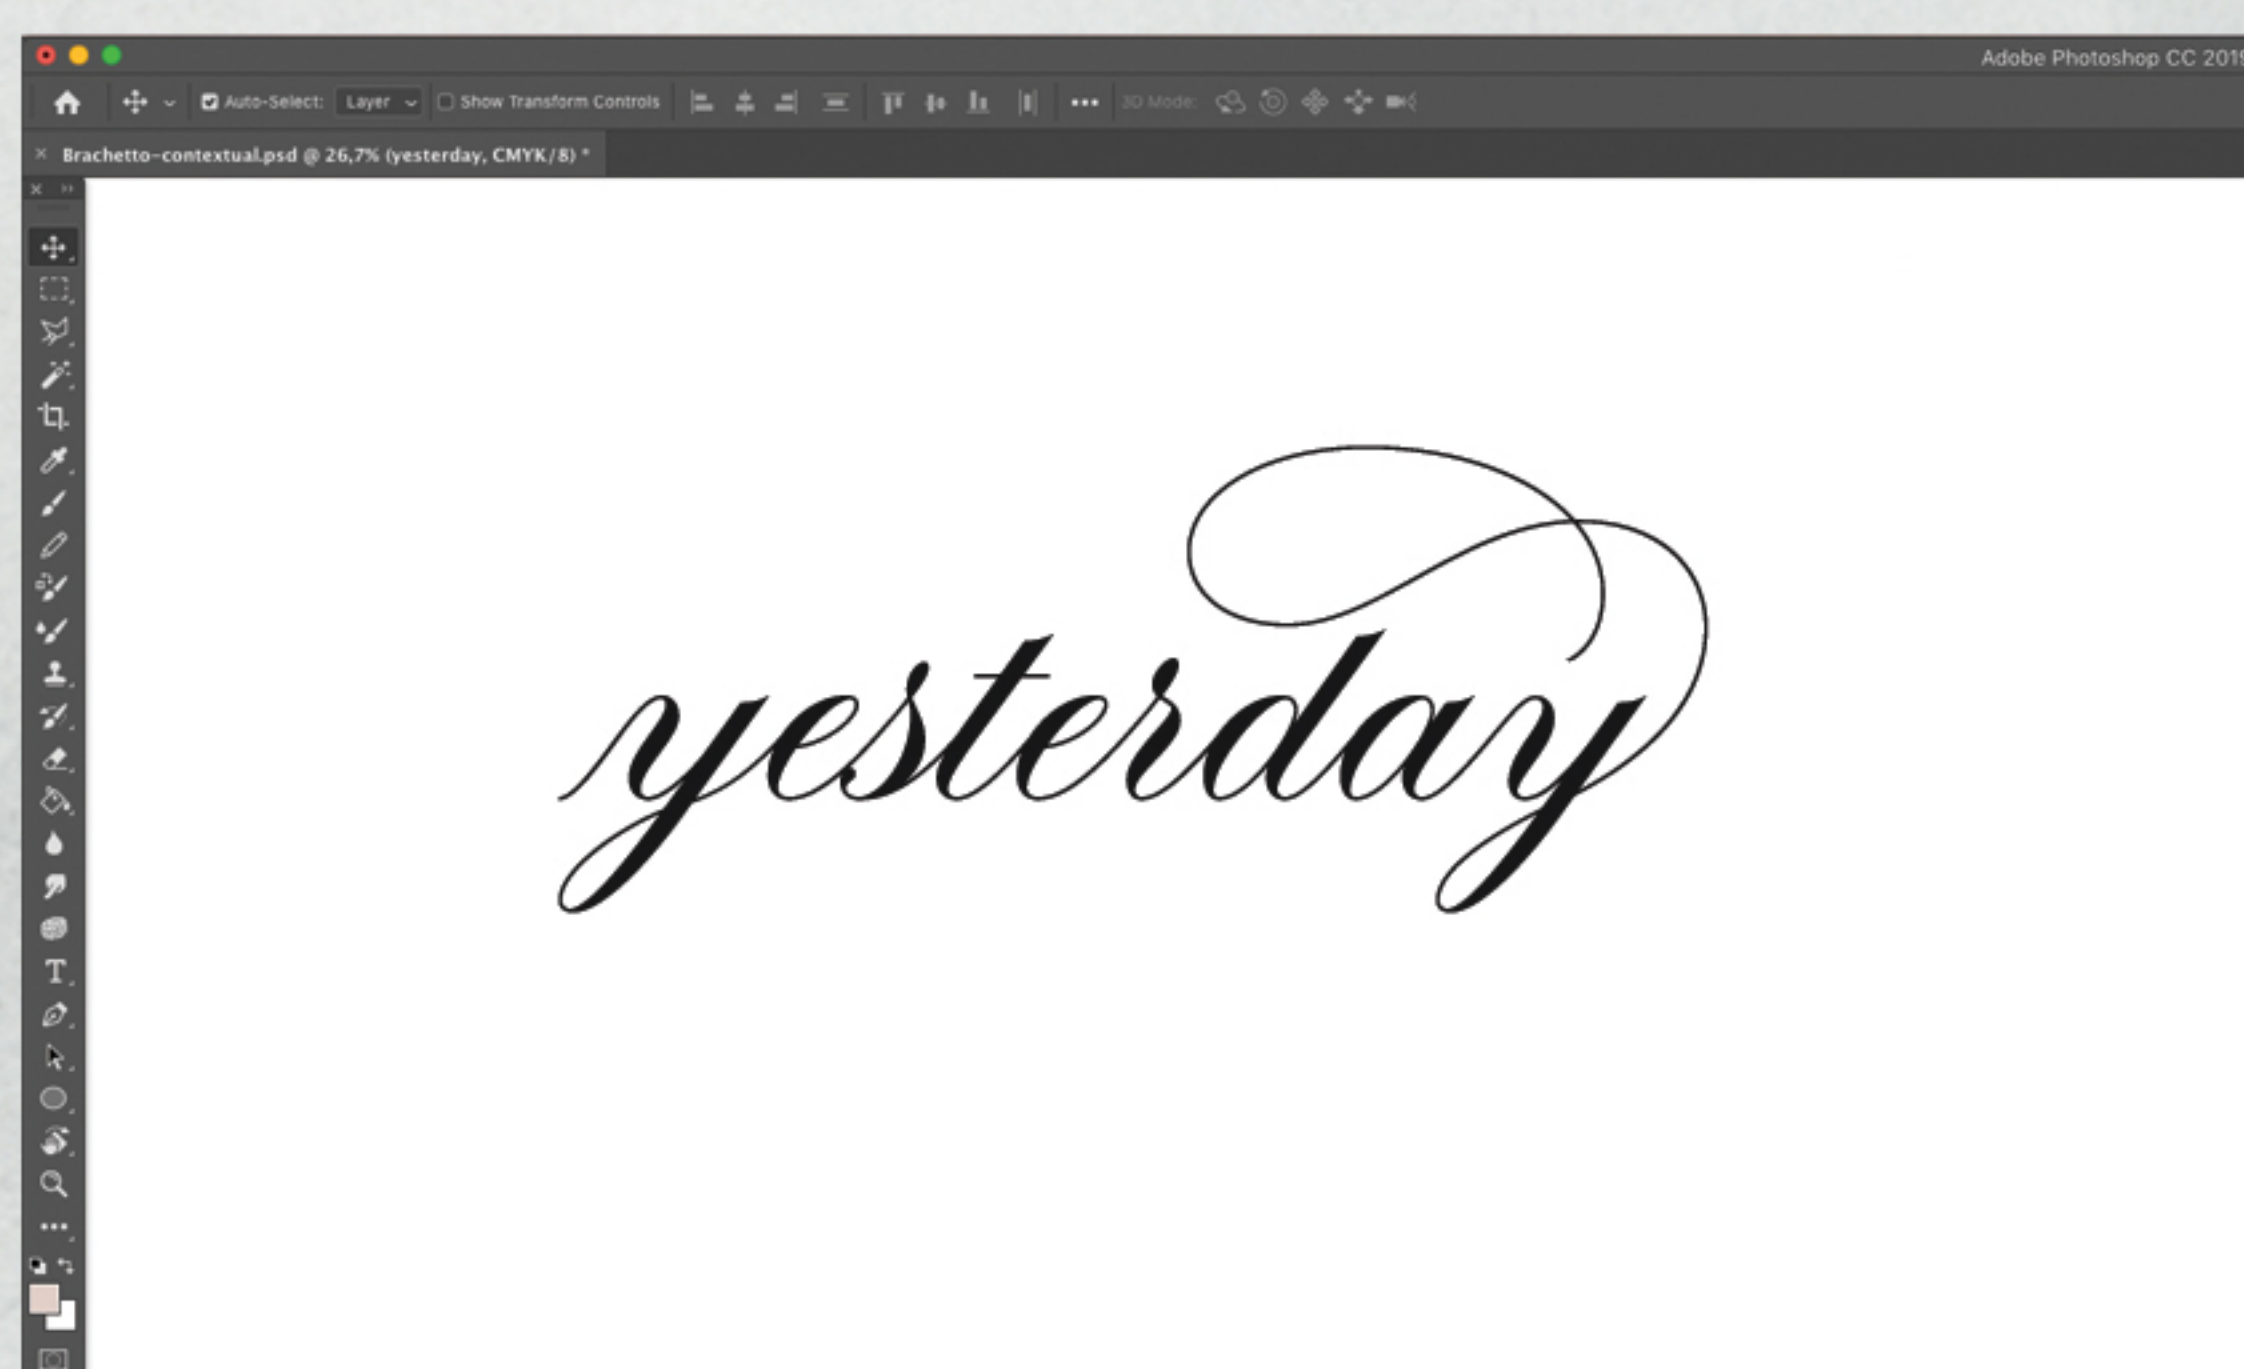 Adobe Photoshop CC 2019
Auto-Select: Layer Show Transform Controls 3D Mode:
Brachetto-contextual.psd @ 26,7% (yesterday, CMYK/8) *
yesterday